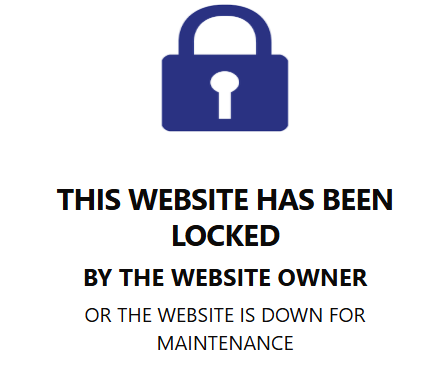 THIS WEBSITE HAS BEEN
LOCKED
BY THE WEBSITE OWNER
OR THE WEBSITE IS DOWN FOR
MAINTENANCE